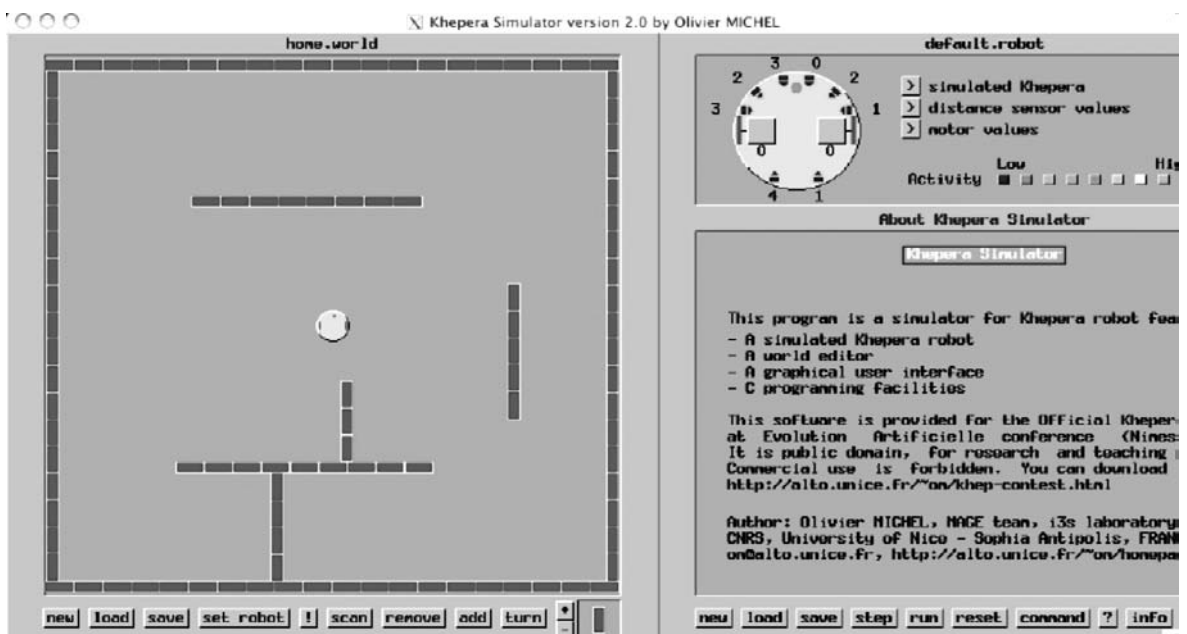 Khepera Simulator version 2.0 by Olivier MICHEL
home.world
new load save set robot ! scan remove add turn + -
default.robot
3 0
2 2
3 1
0 0
4 1
> simulated Khepera
> distance sensor values
> motor values
Low Hig
Activity
About Khepera Simulator
Khepera Simulator
This program is a simulator for Khepera robot fea
- A simulated Khepera robot
- A world editor
- A graphical user interface
- C programming facilities
This software is provided for the Official Kheper
at Evolution Artificielle conference (Nimes
It is public domain, for research and teaching
Commercial use is forbidden. You can download
http://alto.unice.fr/~om/khep-contest.html
Author: Olivier MICHEL, MAGE team, i3s laboratory
CNRS, University of Nice - Sophia Antipolis, FRAN
om@alto.unice.fr, http://alto.unice.fr/~om/homepa
new load save step run reset command ? info